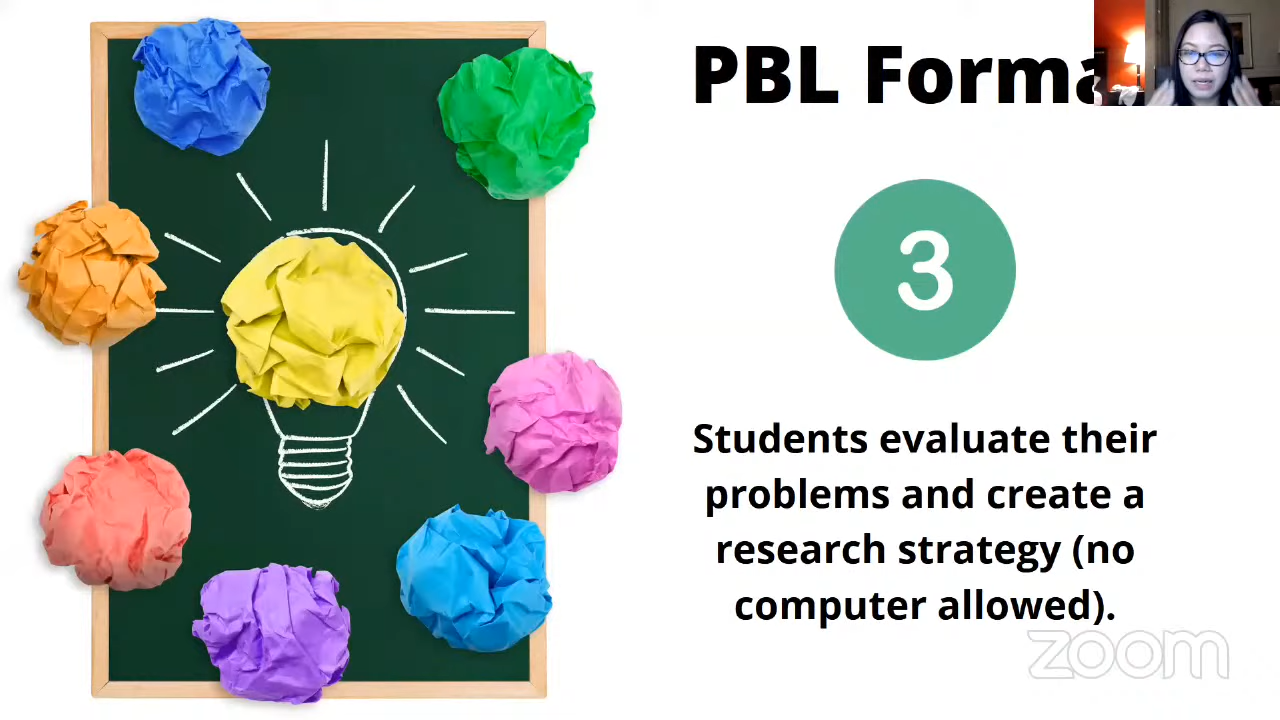 PBL Forma
3
Students evaluate their
problems and create a
research strategy (no
computer allowed).
zoom